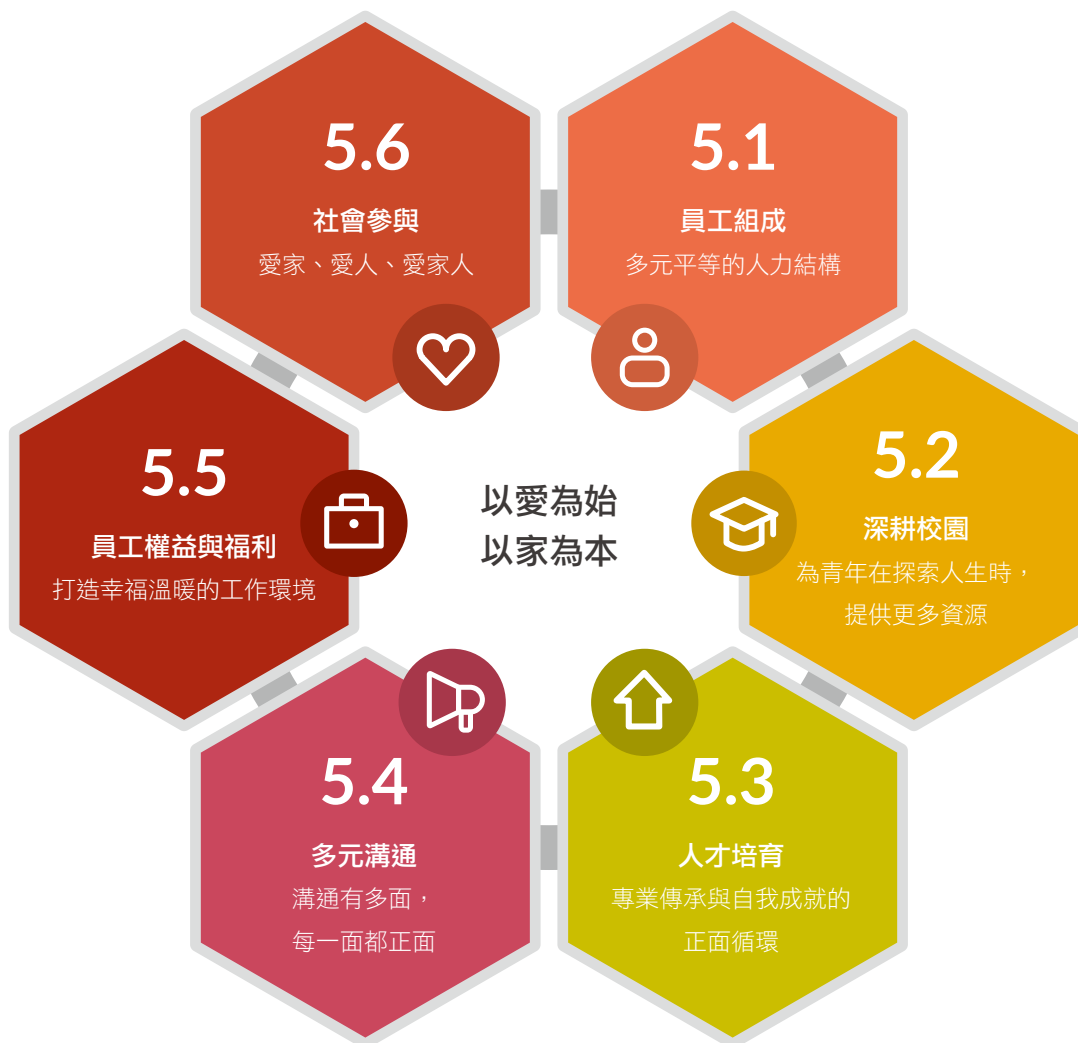 5.6
社會參與
愛家、愛人、愛家人
5.1
員工組成
多元平等的人力結構
5.5
員工權益與福利
打造幸福溫暖的工作環境
以愛為始
以家為本
5.2
深耕校園
為青年在探索人生時，
提供更多資源
5.4
多元溝通
溝通有多面，
每一面都正面
5.3
人才培育
專業傳承與自我成就的
正面循環